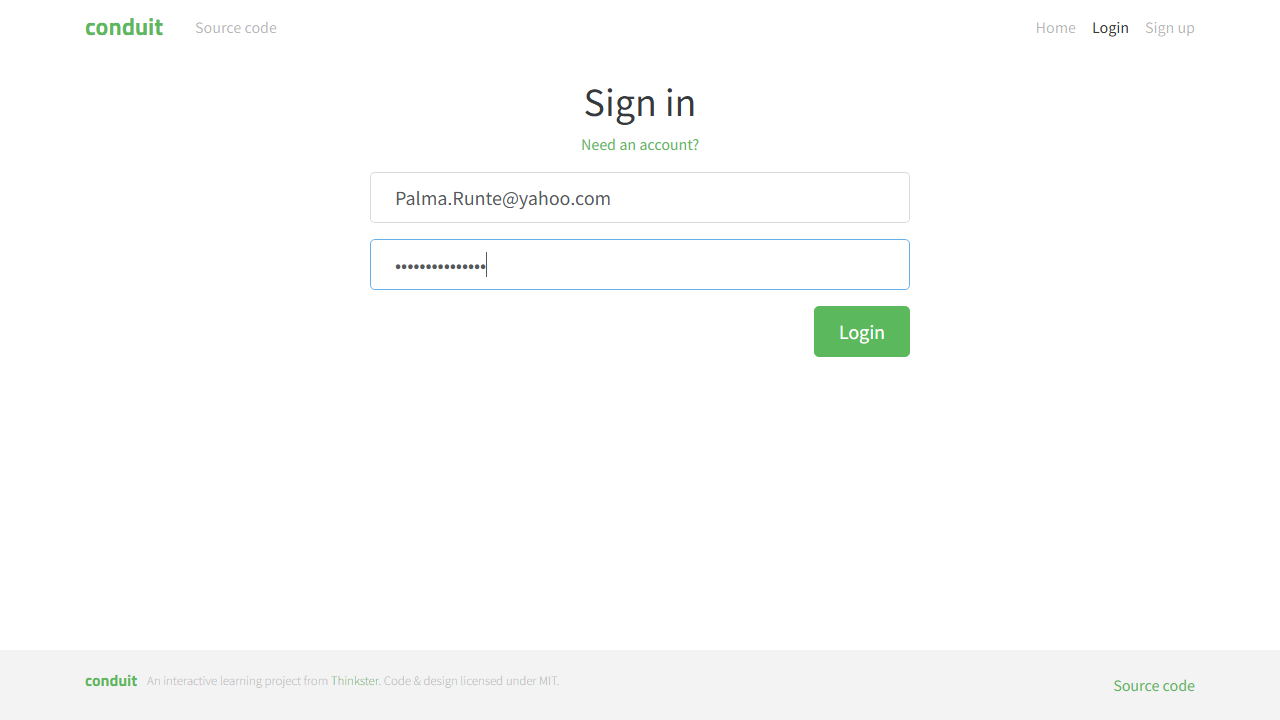 conduit Source code Home Login Sign up
Sign in
Need an account?
Palma.Runte@yahoo.com
•••••••••••••••
Login
conduit An interactive learning project from Thinkster. Code & design licensed under MIT. Source code